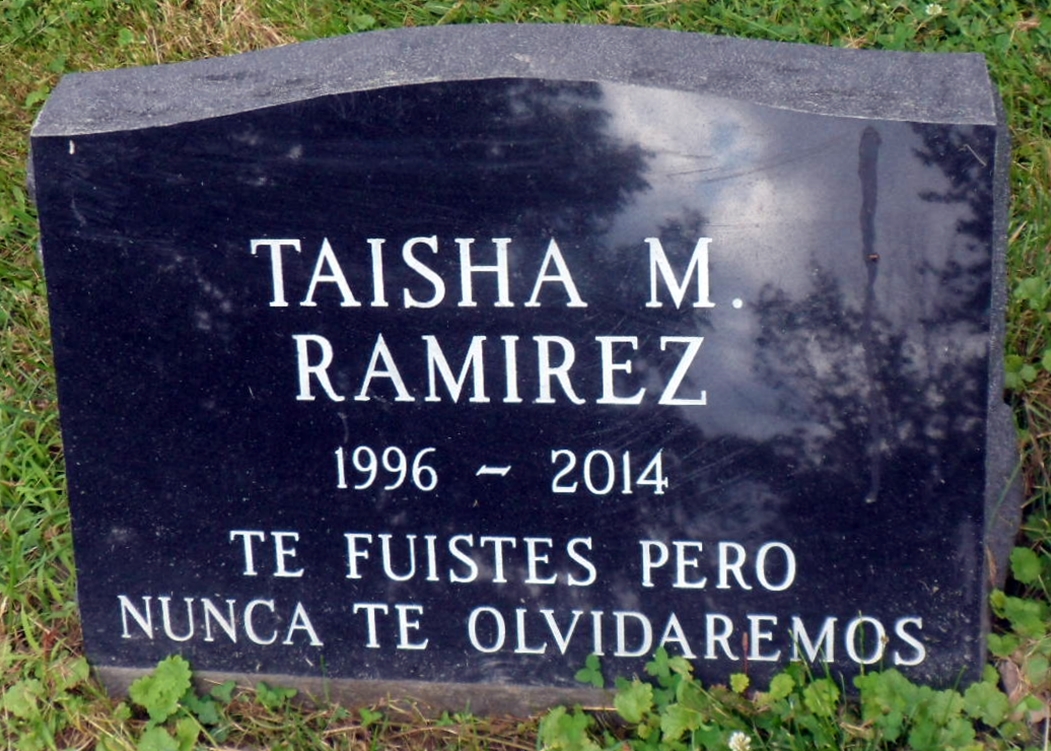 TAISHA M.
RAMIREZ
1996 - 2014
TE FUISTES PERO
NUNCA TE OLVIDAREMOS